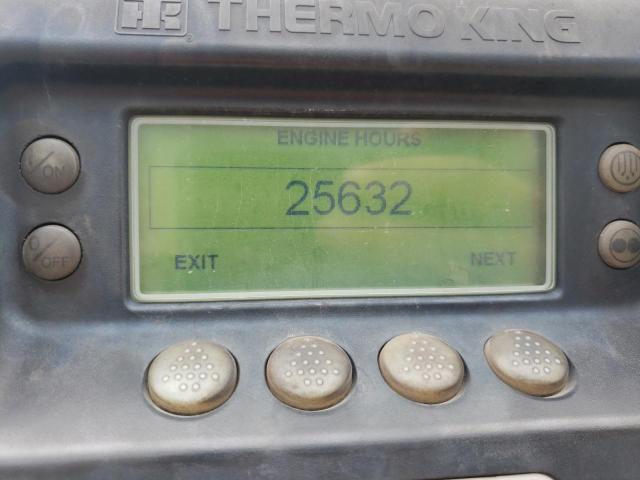 THERMO KING
ENGINE HOURS
25632
EXIT NEXT
I/ON
O/OFF